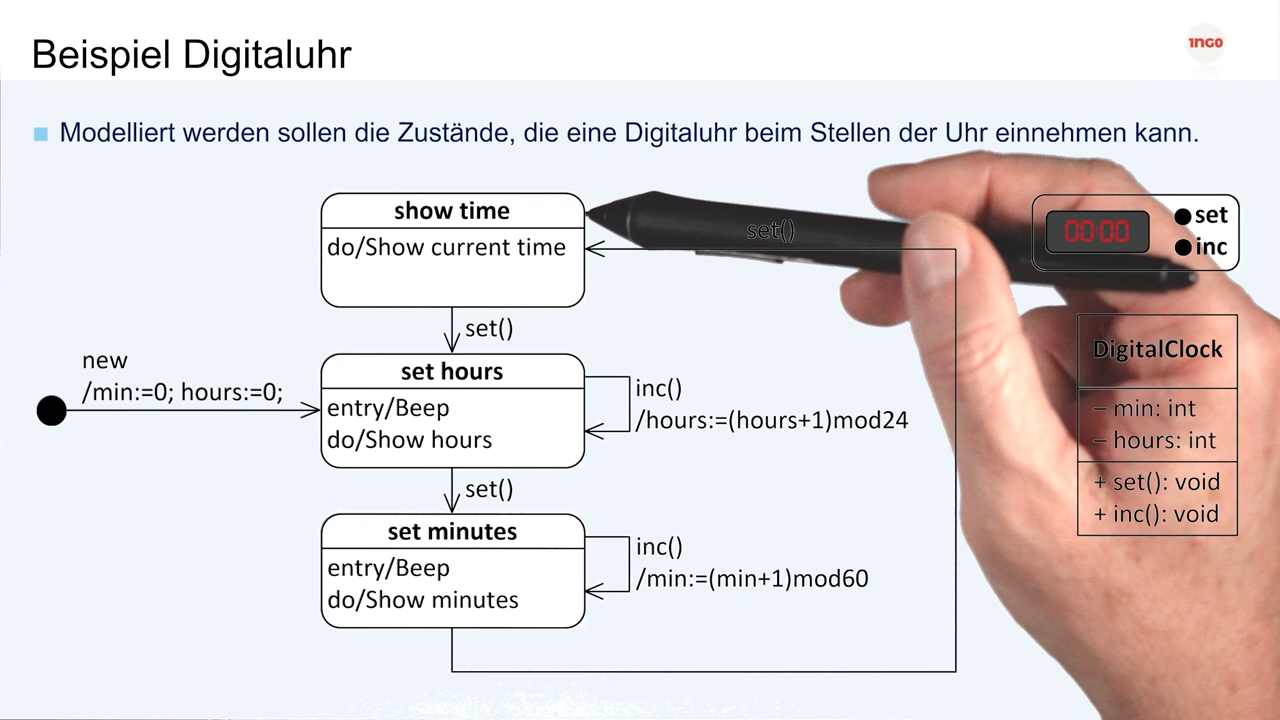 Beispiel Digitaluhr
1NG0
Modelliert werden sollen die Zustände, die eine Digitaluhr beim Stellen der Uhr einnehmen kann.
show time
do/Show current time
set()
00:00
set
inc
set()
new
/min:=0; hours:=0;
set hours
entry/Beep
do/Show hours
inc()
/hours:=(hours+1)mod24
DigitalClock
– min: int
– hours: int
+ set(): void
+ inc(): void
set()
set minutes
entry/Beep
do/Show minutes
inc()
/min:=(min+1)mod60